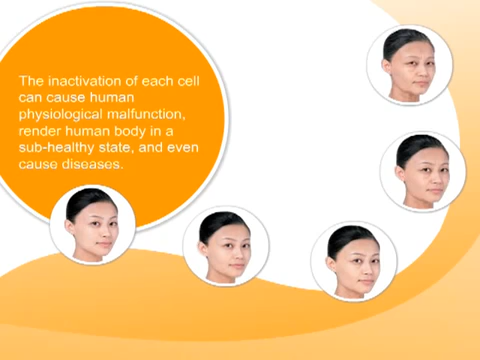 The inactivation of each cell
can cause human
physiological malfunction,
render human body in a
sub-healthy state, and even
cause diseases.